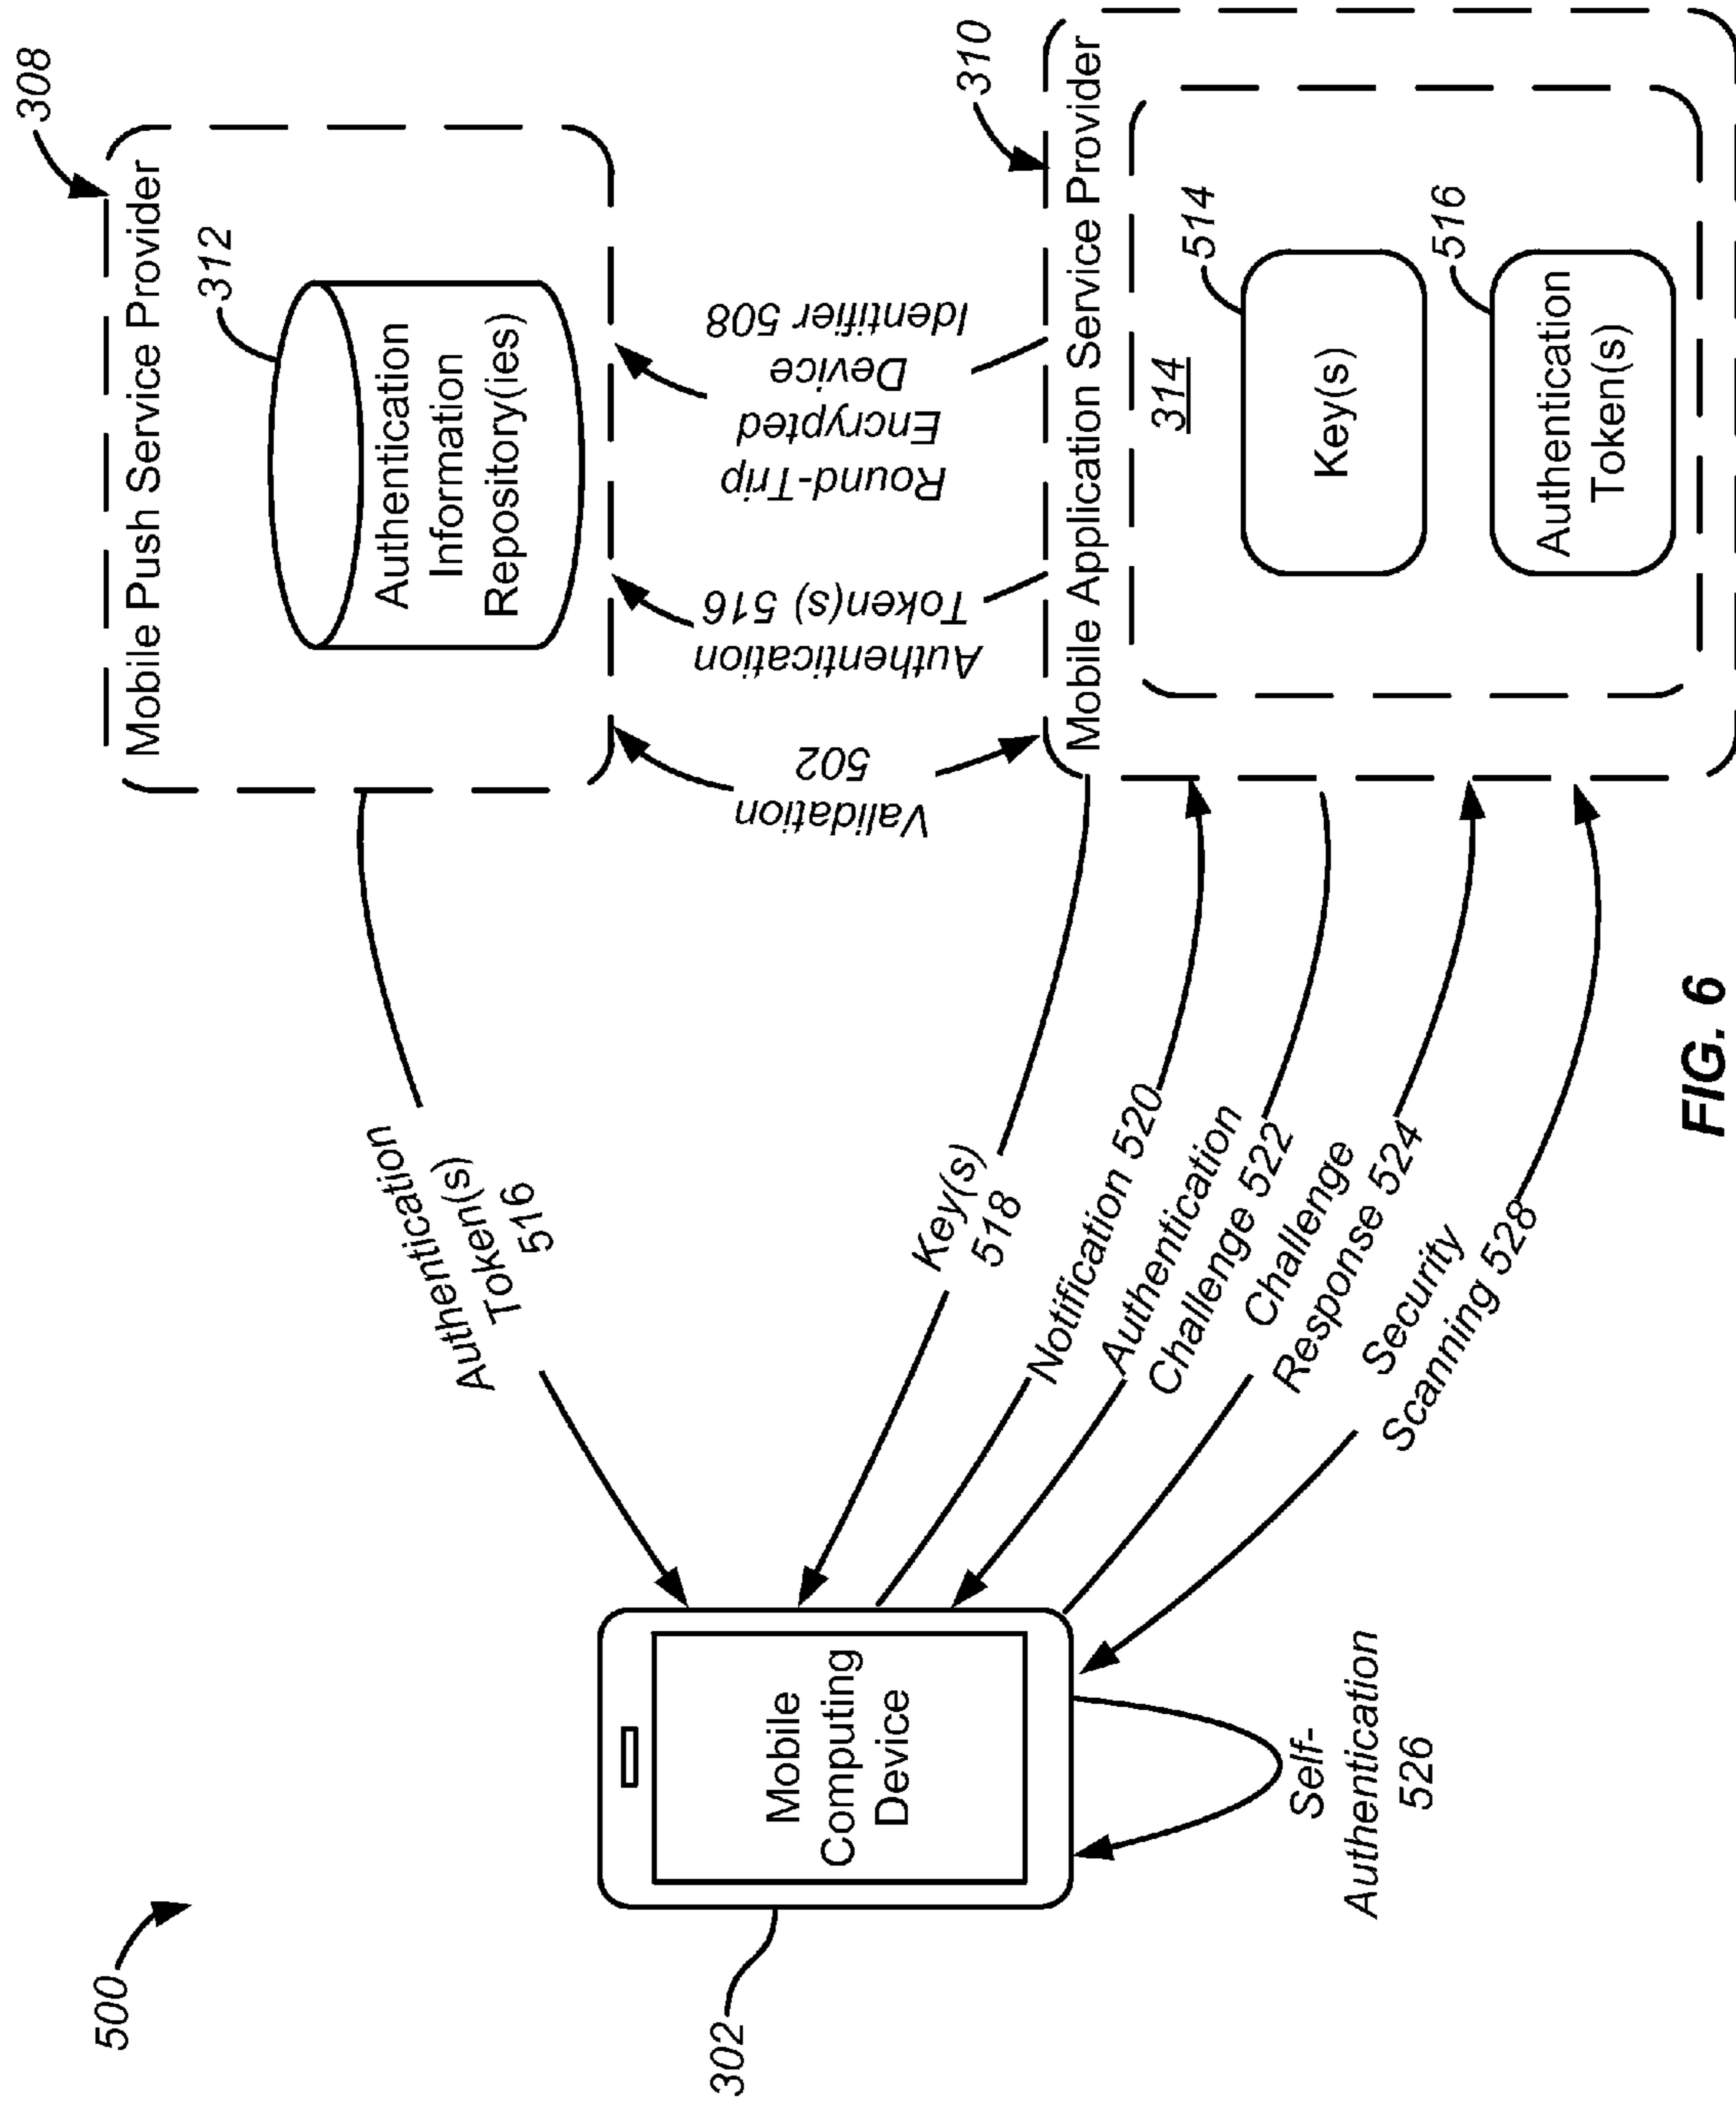 500
308
Mobile Push Service Provider
312
Authentication
Information
Repository(ies)
Authentication
Token(s)
516
Validation
502
Authentication
Token(s) 516
Round-Trip
Encrypted
Device
Identifier 508
302
Mobile
Computing
Device
310
Mobile Application Service Provider
314
514
Key(s)
516
Authentication
Token(s)
Key(s)
518
Notification 520
Authentication
Challenge 522
Challenge
Response 524
Security
Scanning 528
Self-
Authentication
526
FIG. 6